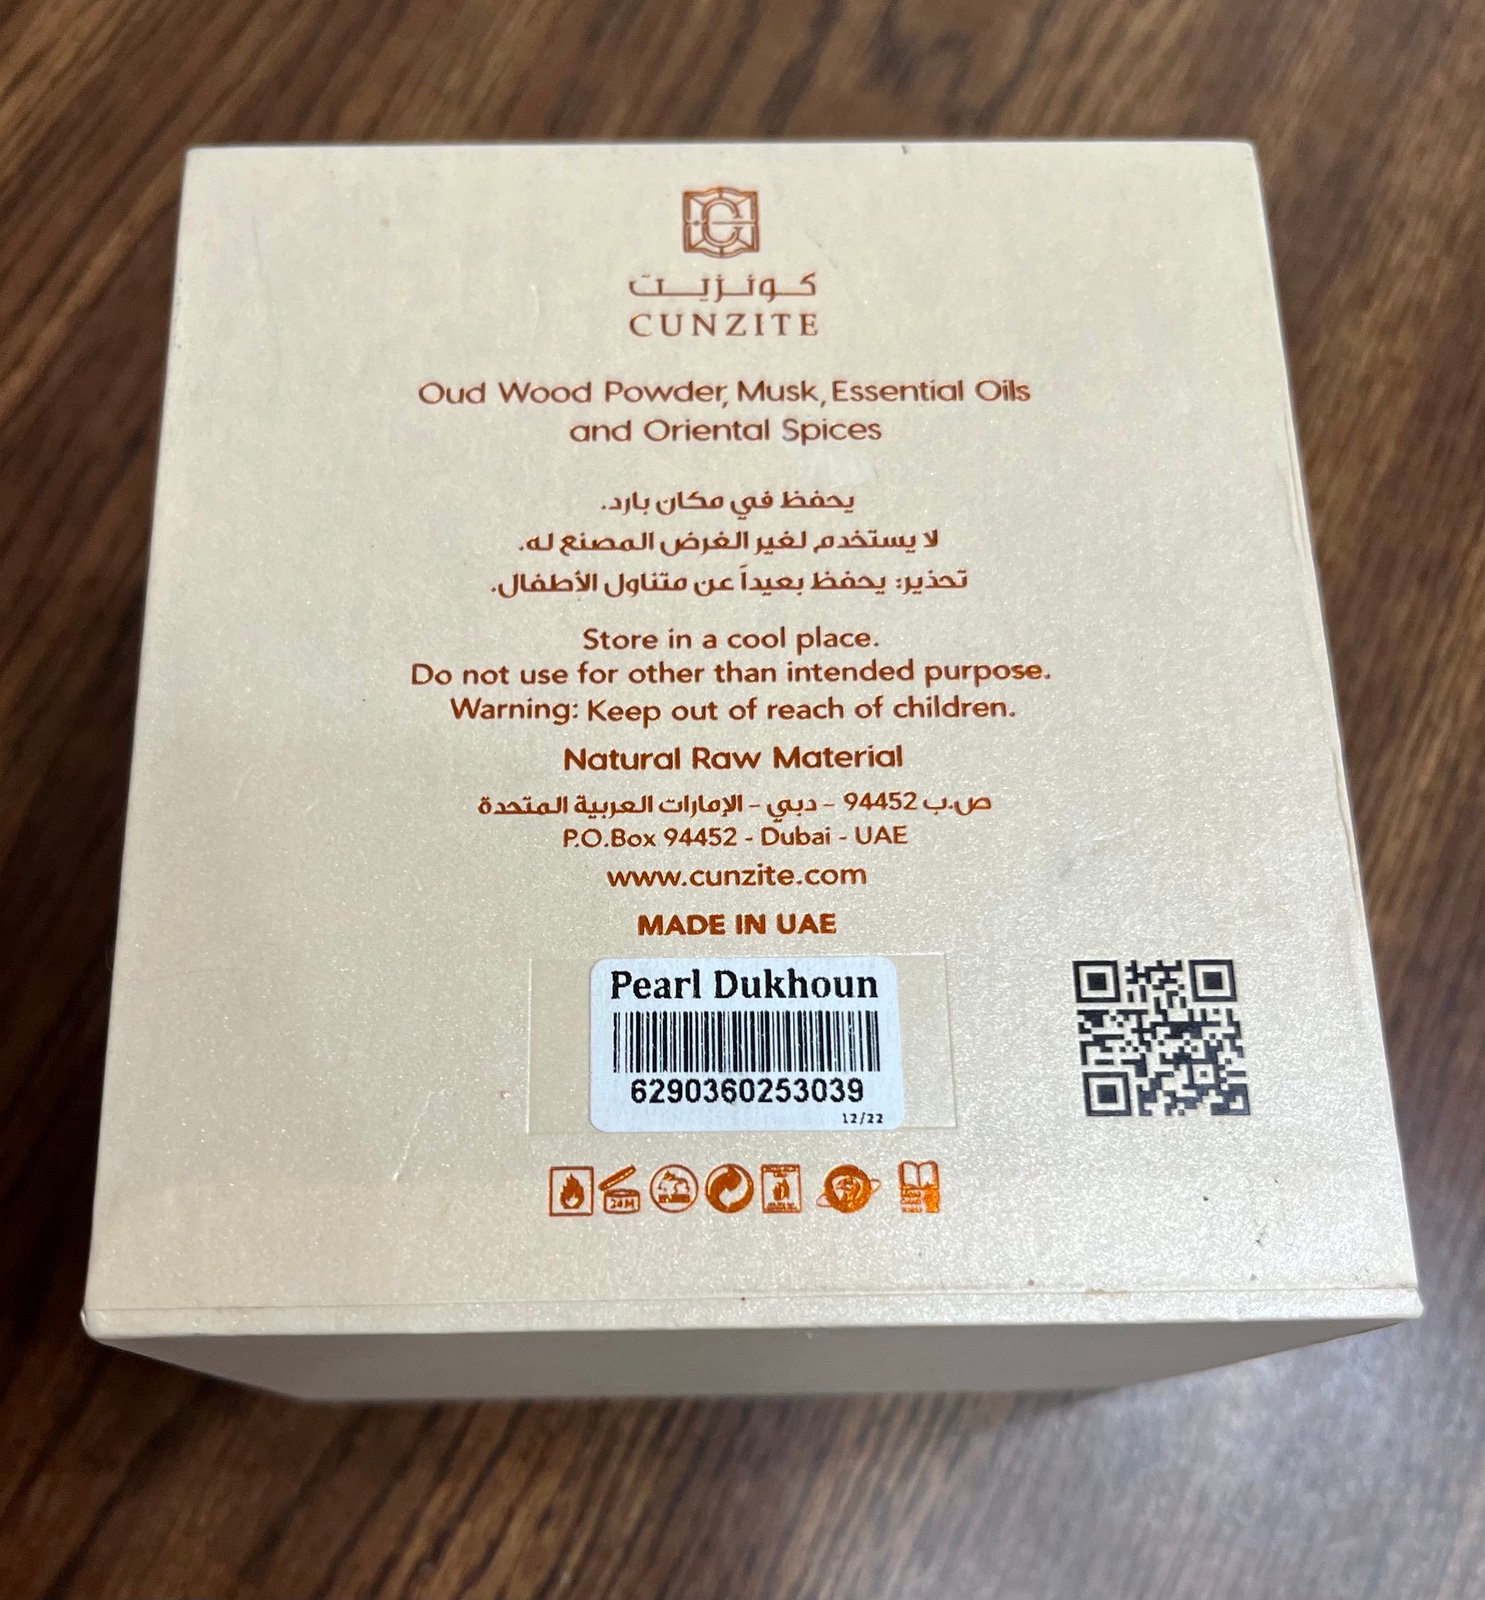 كونزيت
CUNZITE
Oud Wood Powder, Musk, Essential Oils
and Oriental Spices
يحفظ في مكان بارد.
لا يستخدم لغير الغرض المصنع له.
تحذير: يحفظ بعيداً عن متناول الأطفال.
Store in a cool place.
Do not use for other than intended purpose.
Warning: Keep out of reach of children.
Natural Raw Material
ص.ب 94452 - دبي - الإمارات العربية المتحدة
P.O.Box 94452 - Dubai - UAE
www.cunzite.com
MADE IN UAE
Pearl Dukhoun
6290360253039
12/22
24M